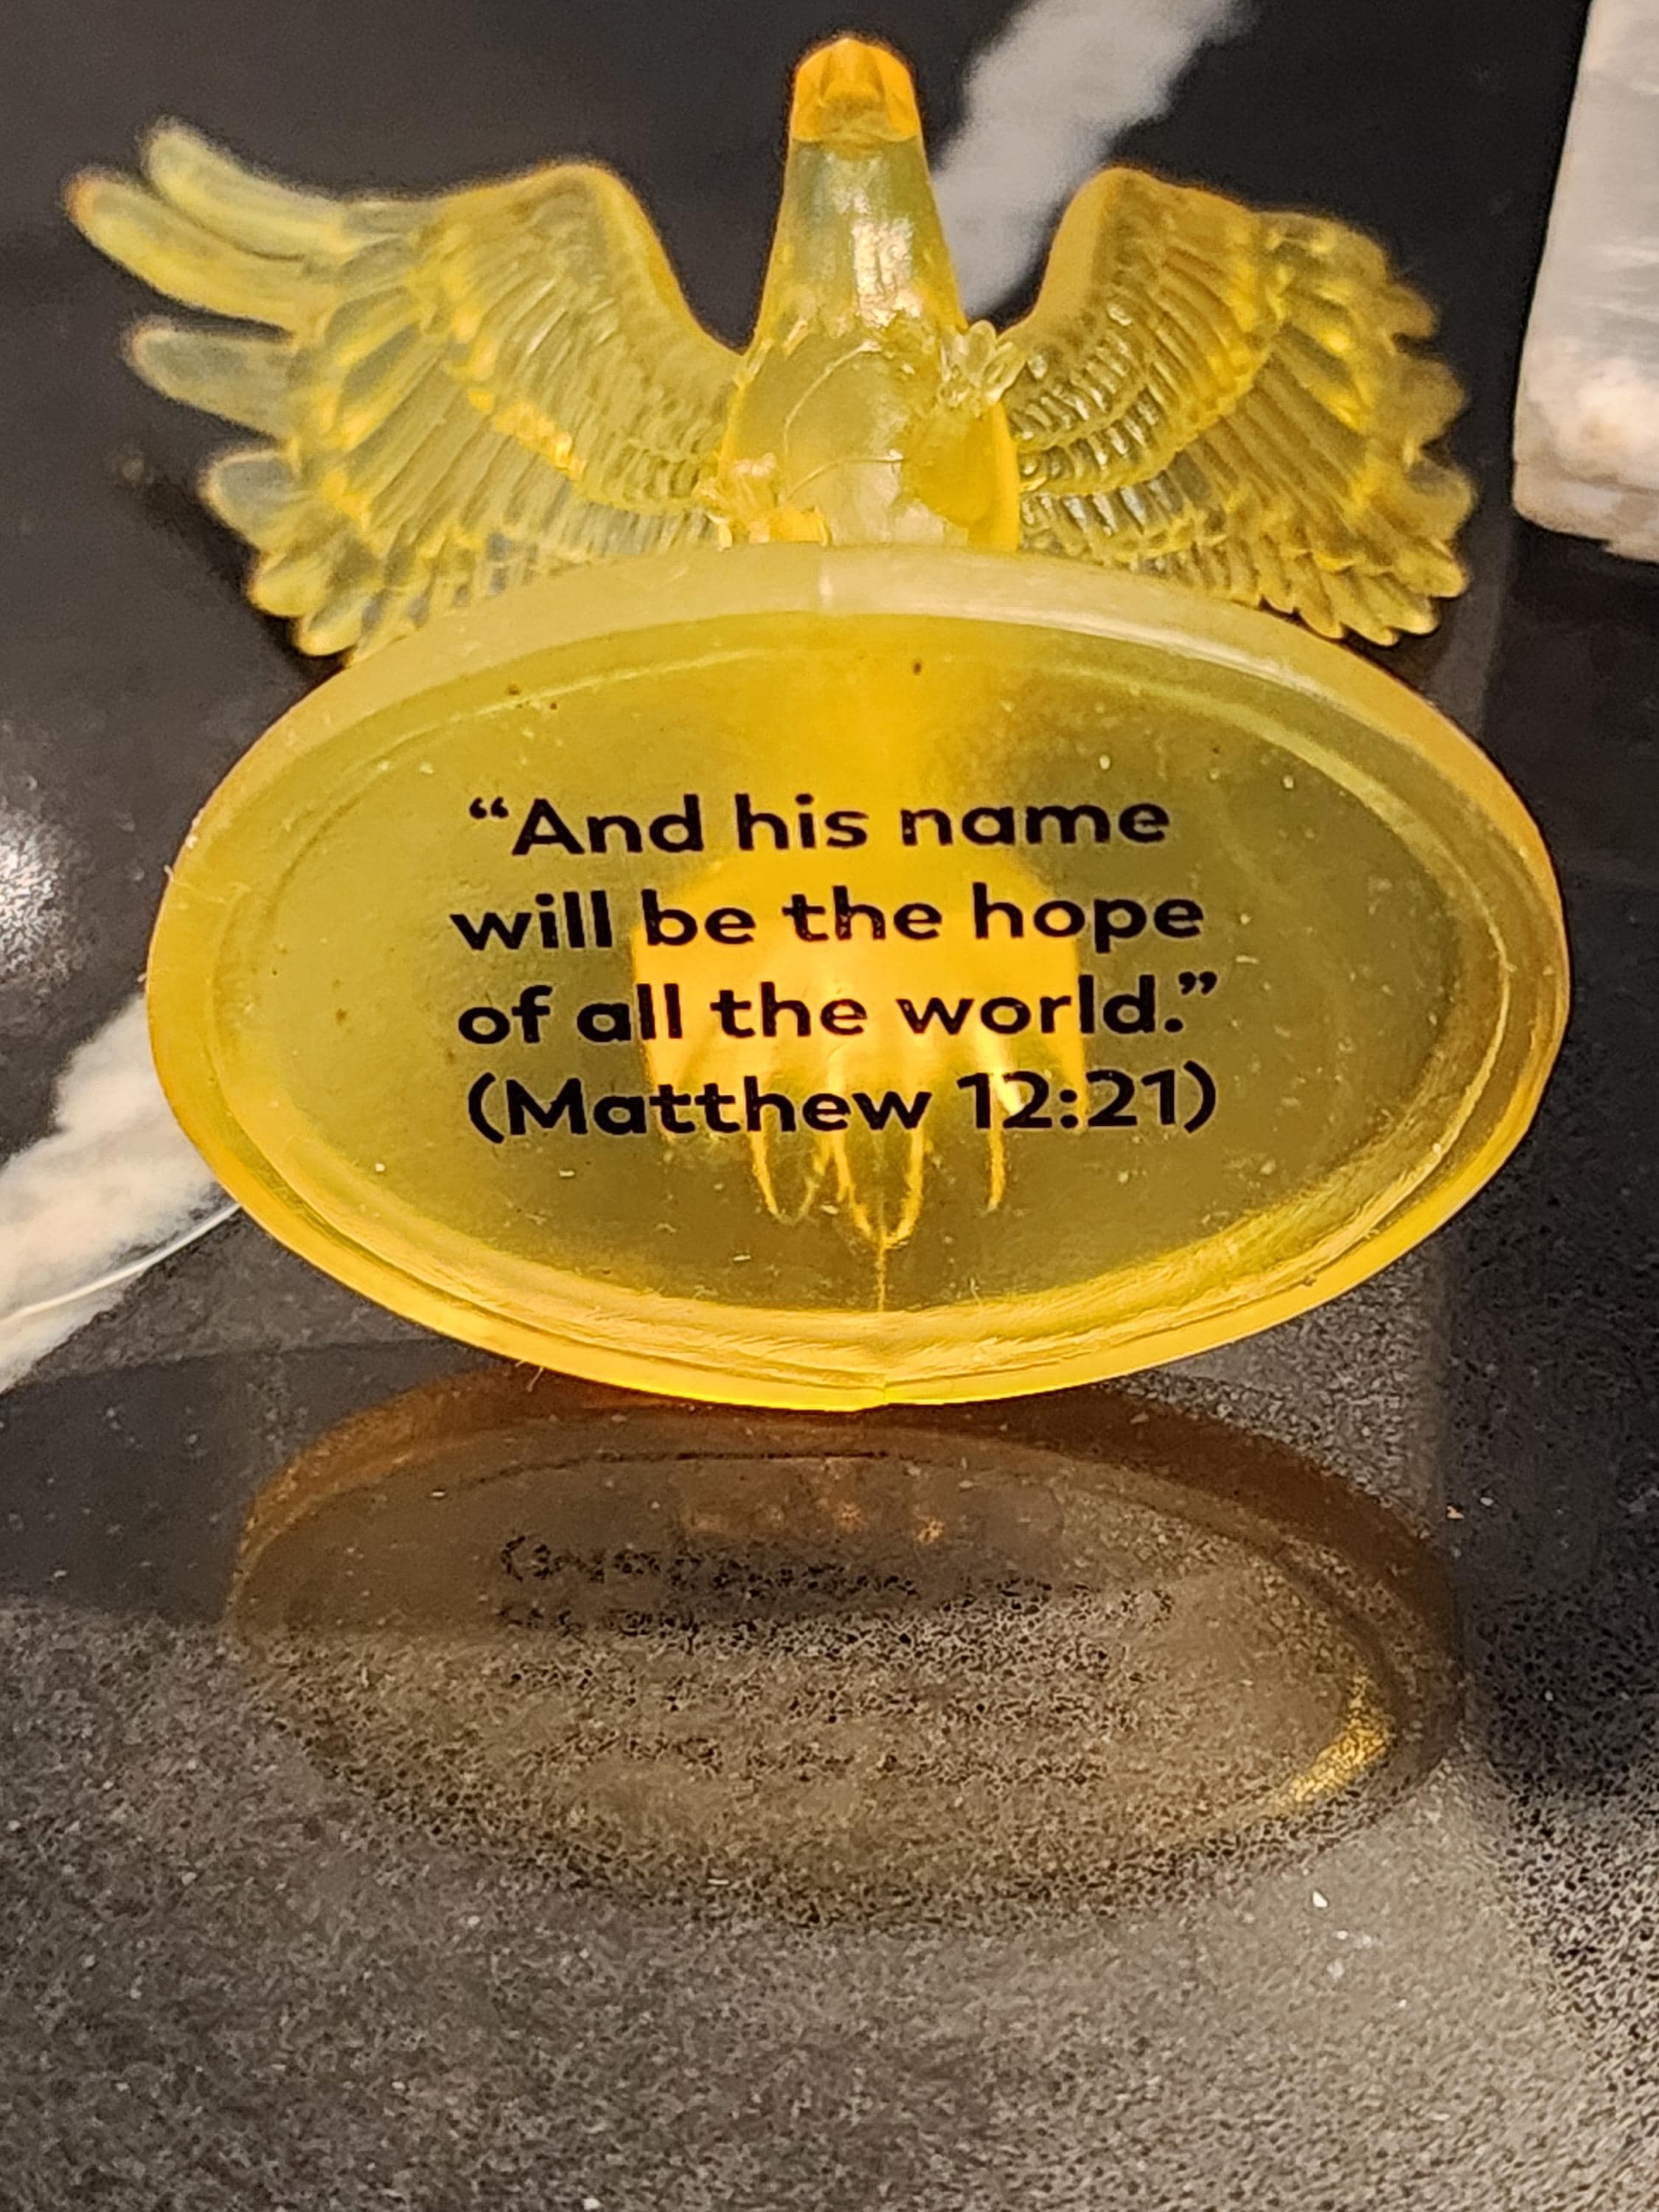 “And his name
will be the hope
of all the world.”
(Matthew 12:21)